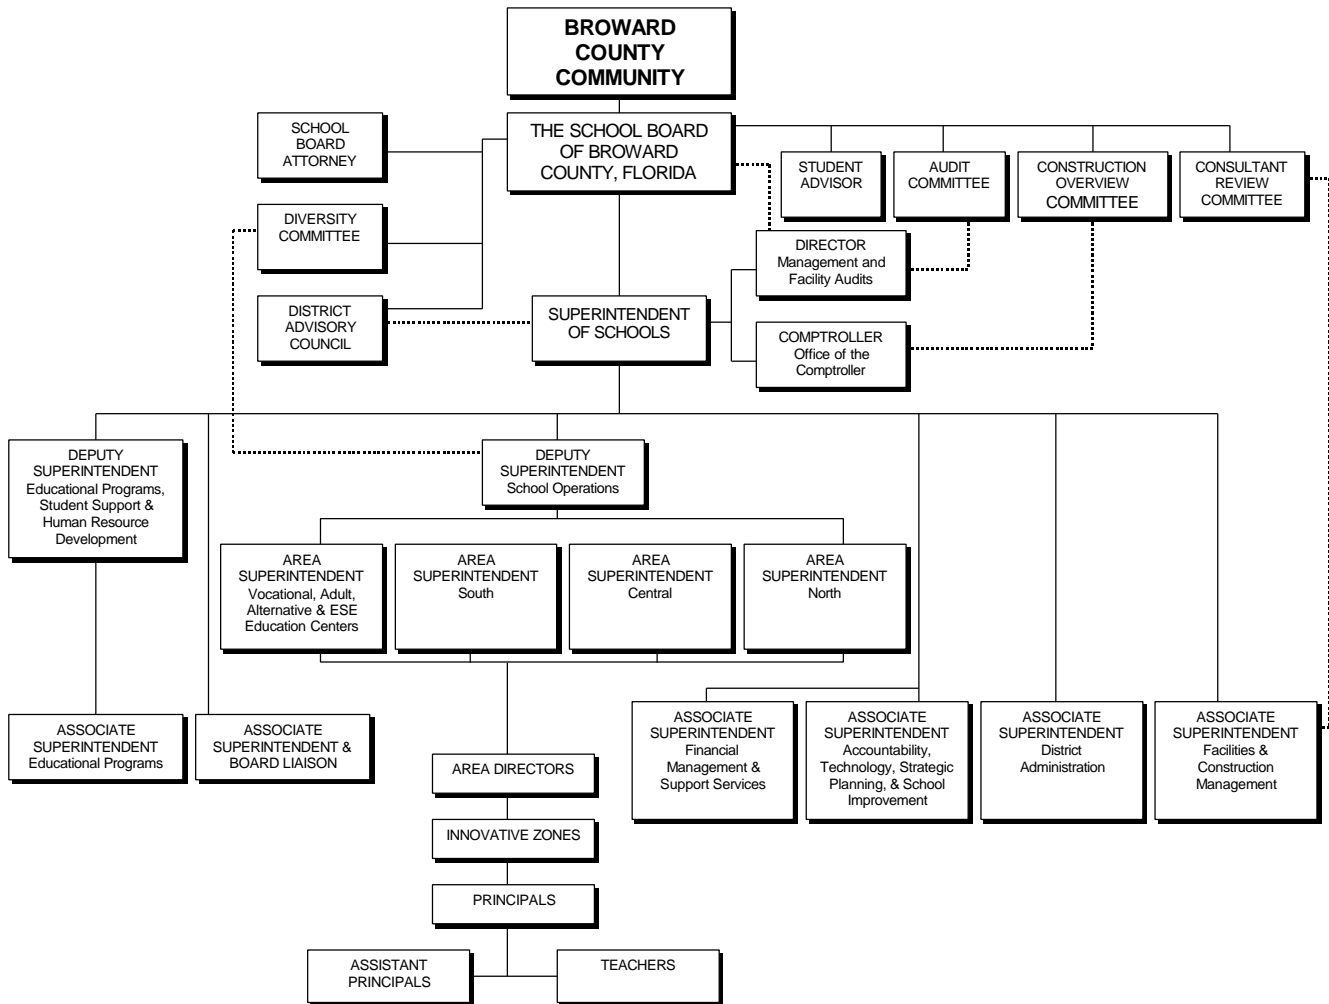 BROWARD
COUNTY
COMMUNITY
SCHOOL
BOARD
ATTORNEY
THE SCHOOL BOARD
OF BROWARD
COUNTY, FLORIDA
STUDENT
ADVISOR
AUDIT
COMMITTEE
CONSTRUCTION
OVERVIEW
COMMITTEE
CONSULTANT
REVIEW
COMMITTEE
DIVERSITY
COMMITTEE
DIRECTOR
Management and
Facility Audits
DISTRICT
ADVISORY
COUNCIL
SUPERINTENDENT
OF SCHOOLS
COMPTROLLER
Office of the
Comptroller
DEPUTY
SUPERINTENDENT
Educational Programs,
Student Support &
Human Resource
Development
DEPUTY
SUPERINTENDENT
School Operations
AREA
SUPERINTENDENT
Vocational, Adult,
Alternative & ESE
Education Centers
AREA
SUPERINTENDENT
South
AREA
SUPERINTENDENT
Central
AREA
SUPERINTENDENT
North
ASSOCIATE
SUPERINTENDENT
Educational Programs
ASSOCIATE
SUPERINTENDENT &
BOARD LIAISON
ASSOCIATE
SUPERINTENDENT
Financial
Management &
Support Services
ASSOCIATE
SUPERINTENDENT
Accountability,
Technology, Strategic
Planning, & School
Improvement
ASSOCIATE
SUPERINTENDENT
District
Administration
ASSOCIATE
SUPERINTENDENT
Facilities &
Construction
Management
AREA DIRECTORS
INNOVATIVE ZONES
PRINCIPALS
ASSISTANT
PRINCIPALS
TEACHERS